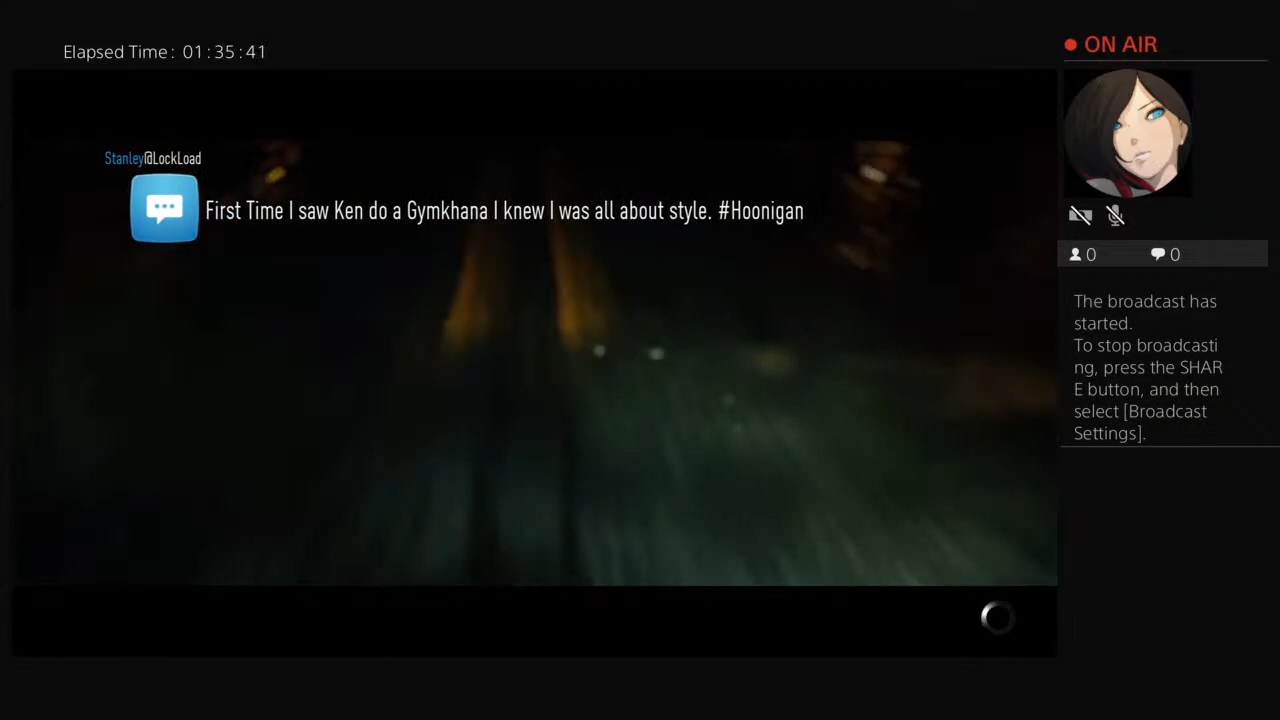 Elapsed Time: 01:35:41
ON AIR
Stanley@LockLoad
First Time I saw Ken do a Gymkhana I knew I was all about style. #Hoonigan
0 0
The broadcast has
started.
To stop broadcasti
ng, press the SHAR
E button, and then
select [Broadcast
Settings].